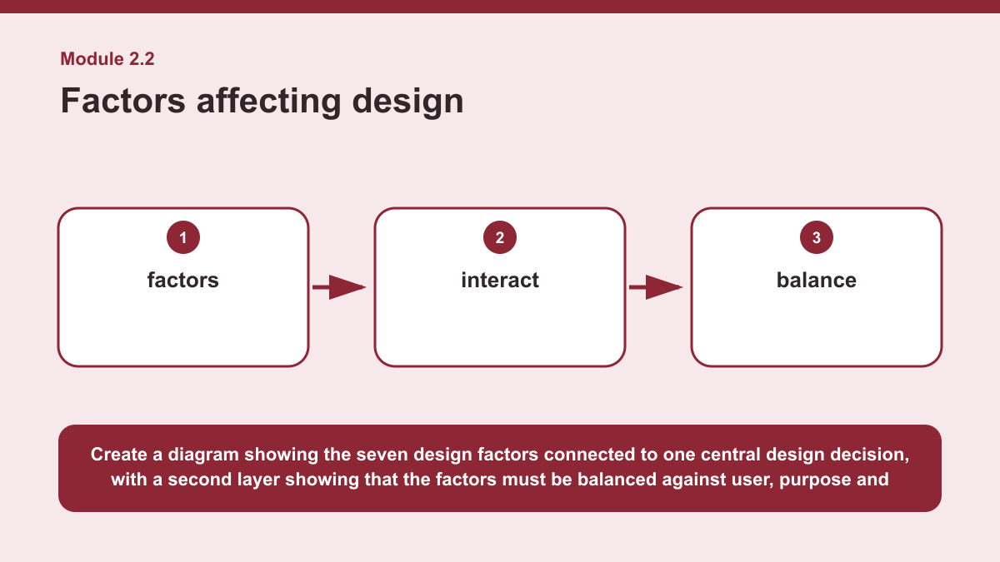 Module 2.2
Factors affecting design
1
factors
2
interact
3
balance
Create a diagram showing the seven design factors connected to one central design decision,
with a second layer showing that the factors must be balanced against user, purpose and